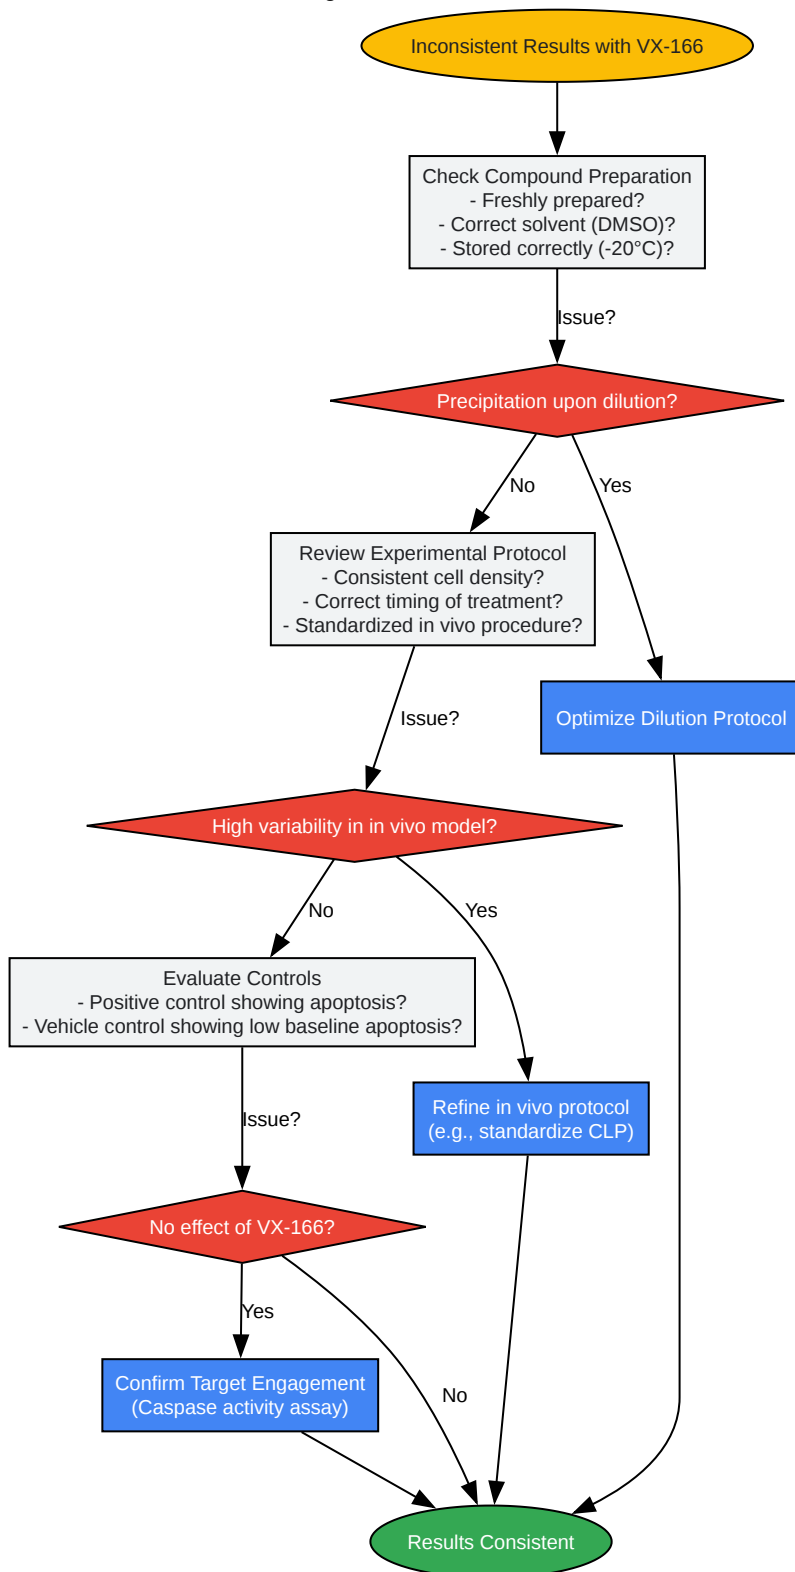 Inconsistent Results with VX-166
Check Compound Preparation
- Freshly prepared?
- Correct solvent (DMSO)?
- Stored correctly (-20°C)?
Issue?
Precipitation upon dilution?
No
Yes
Review Experimental Protocol
- Consistent cell density?
- Correct timing of treatment?
- Standardized in vivo procedure?
Optimize Dilution Protocol
Issue?
High variability in in vivo model?
No
Yes
Evaluate Controls
- Positive control showing apoptosis?
- Vehicle control showing low baseline apoptosis?
Refine in vivo protocol
(e.g., standardize CLP)
Issue?
No effect of VX-166?
Yes
No
Confirm Target Engagement
(Caspase activity assay)
Results Consistent